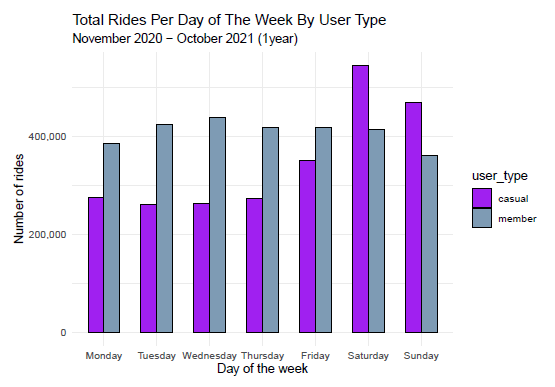 Total Rides Per Day of The Week By User Type
November 2020 − October 2021 (1year)
Number of rides
400,000
200,000
0
Monday Tuesday Wednesday Thursday Friday Saturday Sunday
Day of the week
user_type
casual
member